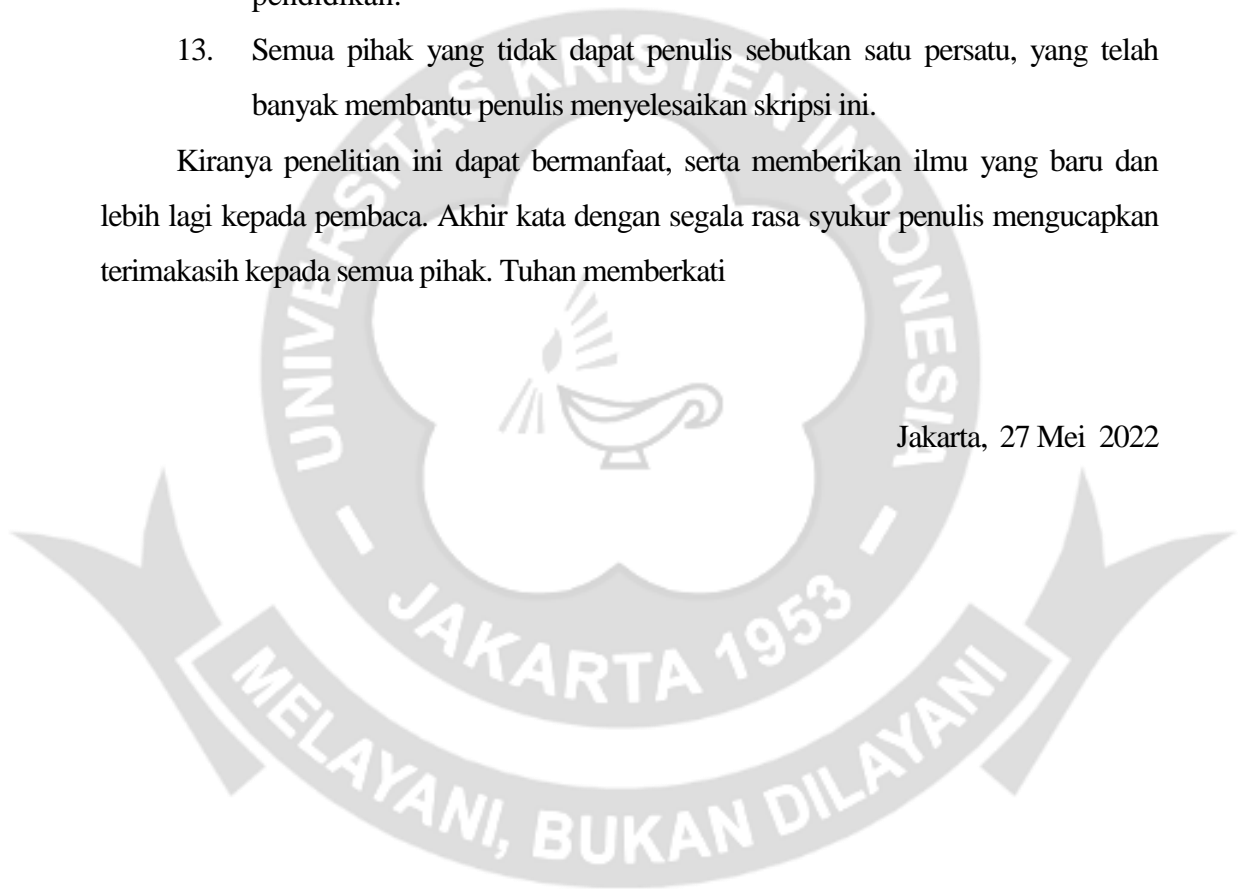 pendidikan.
13. Semua pihak yang tidak dapat penulis sebutkan satu persatu, yang telah
banyak membantu penulis menyelesaikan skripsi ini.
Kiranya penelitian ini dapat bermanfaat, serta memberikan ilmu yang baru dan
lebih lagi kepada pembaca. Akhir kata dengan segala rasa syukur penulis mengucapkan
terimakasih kepada semua pihak. Tuhan memberkati
Jakarta, 27 Mei 2022
UNIVERSITAS KRISTEN INDONESIA
JAKARTA 1953
MELAYANI, BUKAN DILAYANI